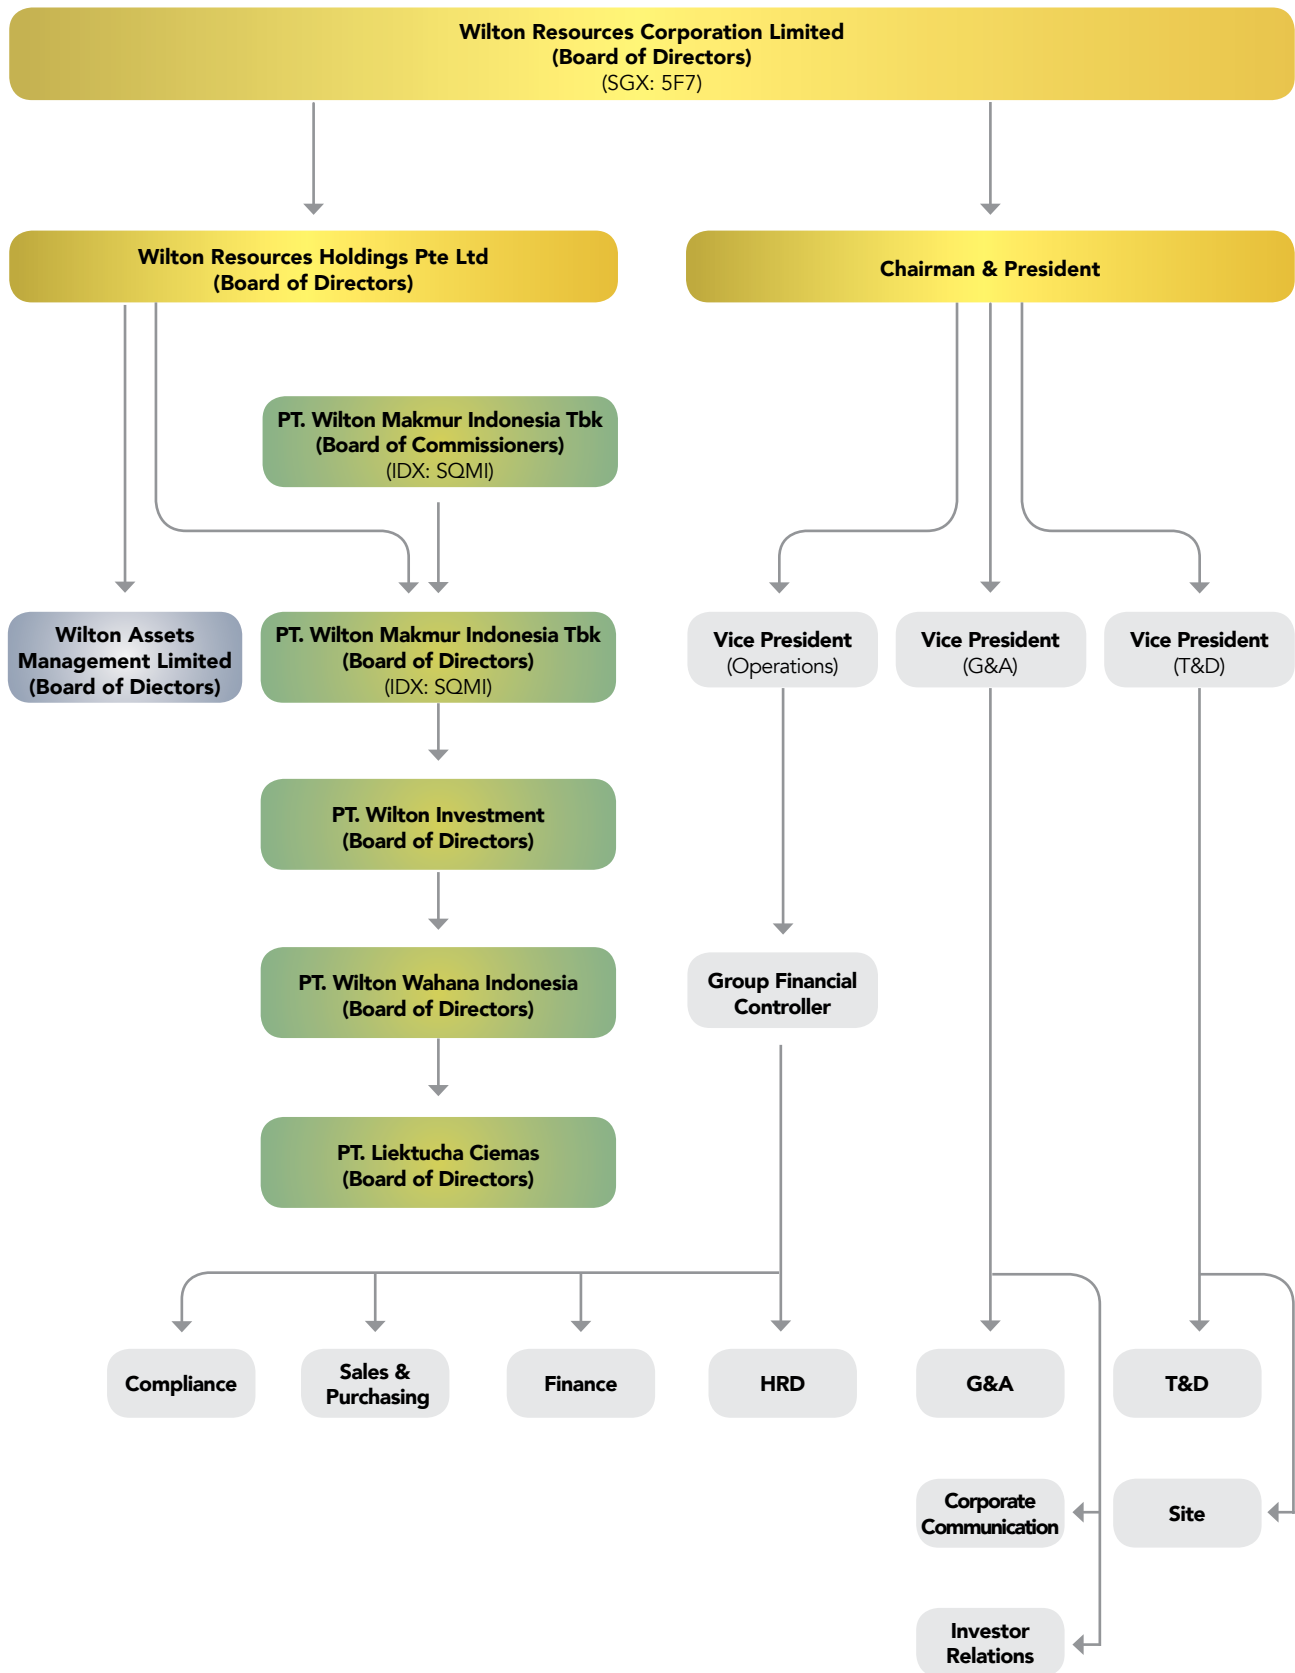 Wilton Resources Corporation Limited
(Board of Directors)
(SGX: 5F7)
Wilton Resources Holdings Pte Ltd
(Board of Directors)
Chairman & President
PT. Wilton Makmur Indonesia Tbk
(Board of Commissioners)
(IDX: SQMI)
Wilton Assets
Management Limited
(Board of Diectors)
PT. Wilton Makmur Indonesia Tbk
(Board of Directors)
(IDX: SQMI)
Vice President
(Operations)
Vice President
(G&A)
Vice President
(T&D)
PT. Wilton Investment
(Board of Directors)
PT. Wilton Wahana Indonesia
(Board of Directors)
Group Financial
Controller
PT. Liektucha Ciemas
(Board of Directors)
Compliance
Sales &
Purchasing
Finance
HRD
G&A
T&D
Corporate
Communication
Site
Investor
Relations